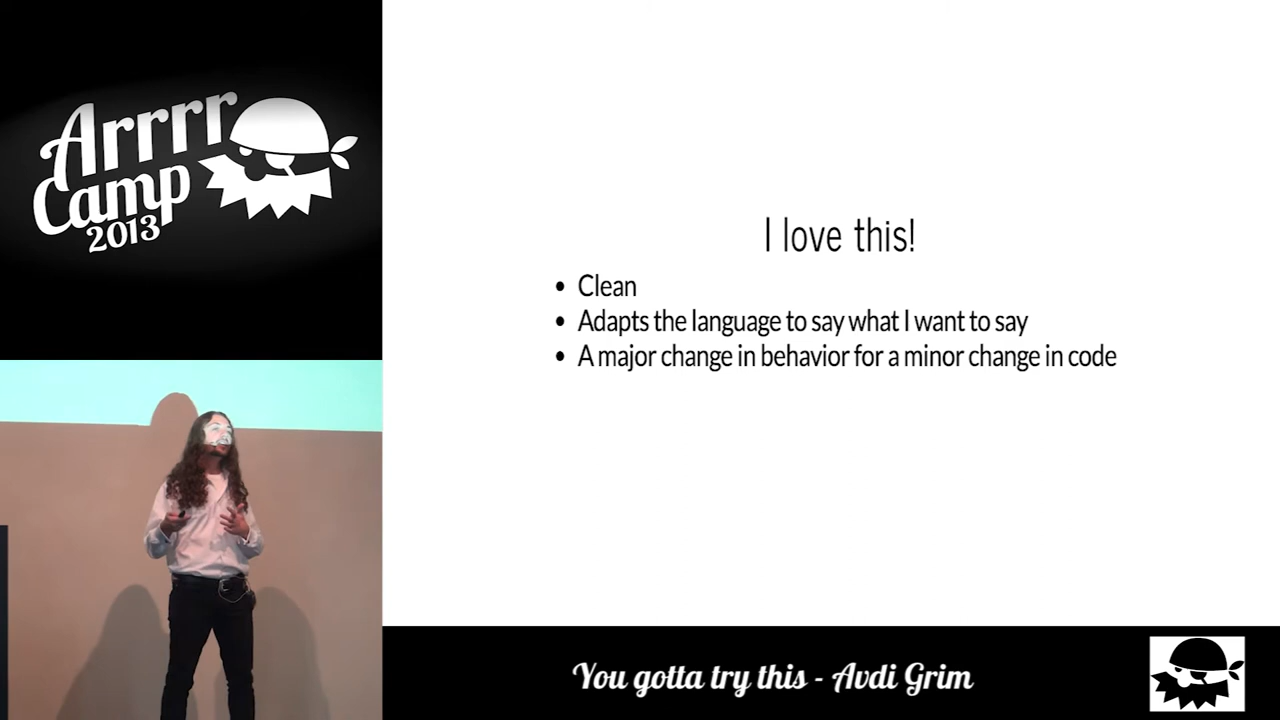 Arrrr
Camp
2013
I love this!
• Clean
• Adapts the language to say what I want to say
• A major change in behavior for a minor change in code
You gotta try this - Avdi Grim